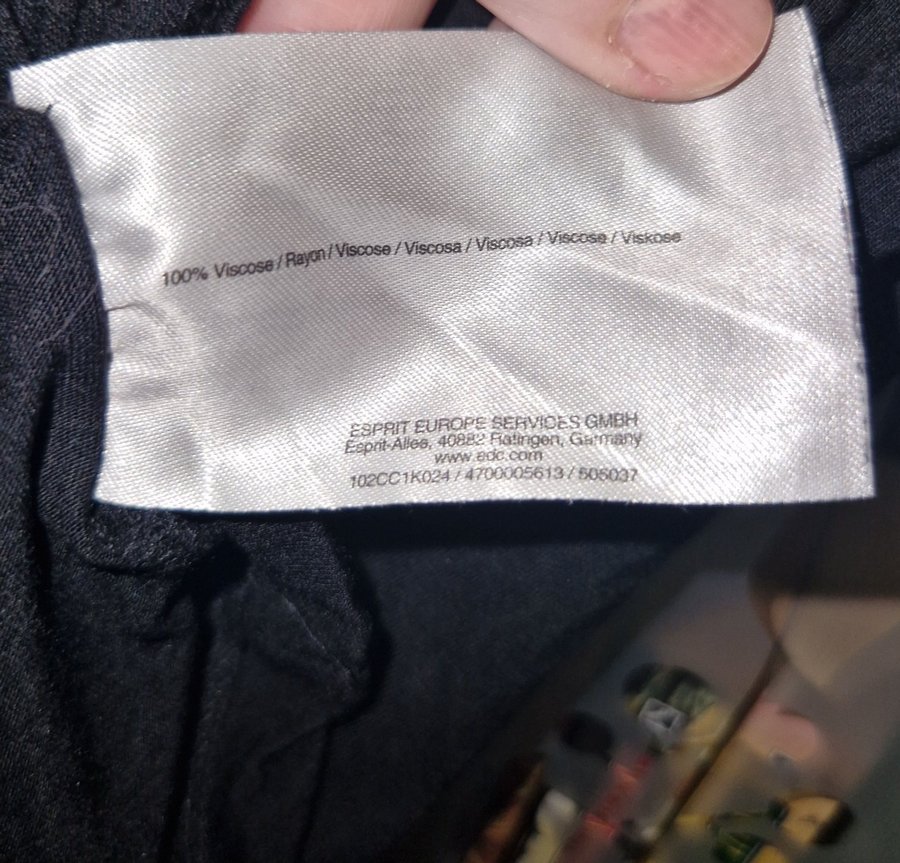 100% Viscose / Rayon / Viscose / Viscosa / Viscosa / Viscose / Viskose
ESPRIT EUROPE SERVICES GMBH
Esprit-Allee, 40882 Ratingen, Germany
www.edc.com
102CC1K024 / 4700005613 / 505037